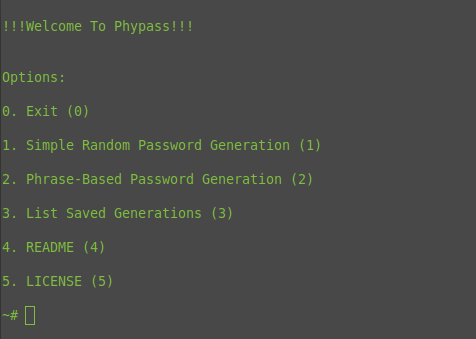 !!!Welcome To Phypass!!!
Options:
0. Exit (0)
1. Simple Random Password Generation (1)
2. Phrase-Based Password Generation (2)
3. List Saved Generations (3)
4. README (4)
5. LICENSE (5)
~#